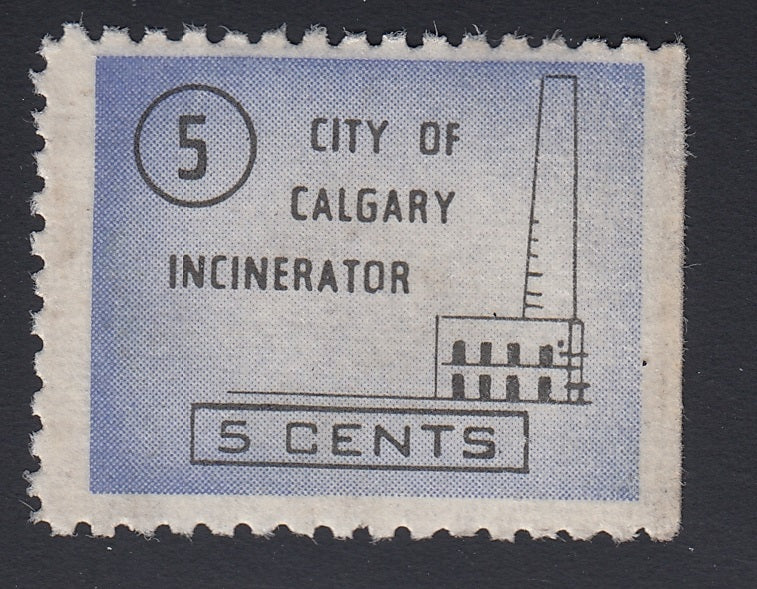 5
CITY OF
CALGARY
INCINERATOR
5 CENTS